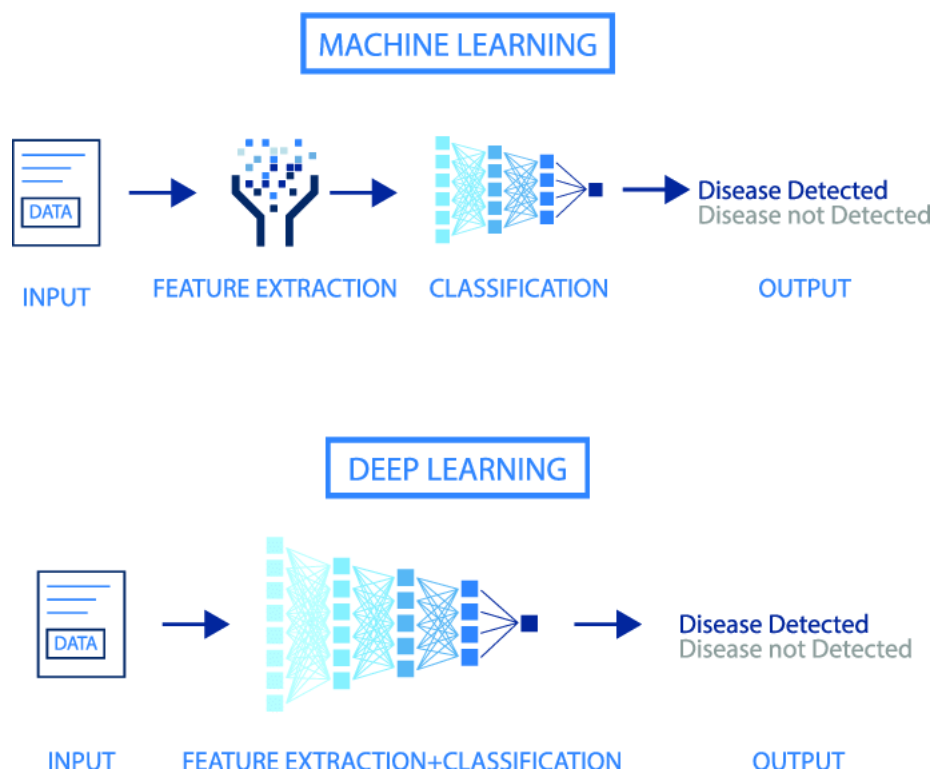 MACHINE LEARNING
DATA
Disease Detected
Disease not Detected
INPUT
FEATURE EXTRACTION
CLASSIFICATION
OUTPUT
DEEP LEARNING
DATA
Disease Detected
Disease not Detected
INPUT
FEATURE EXTRACTION+CLASSIFICATION
OUTPUT